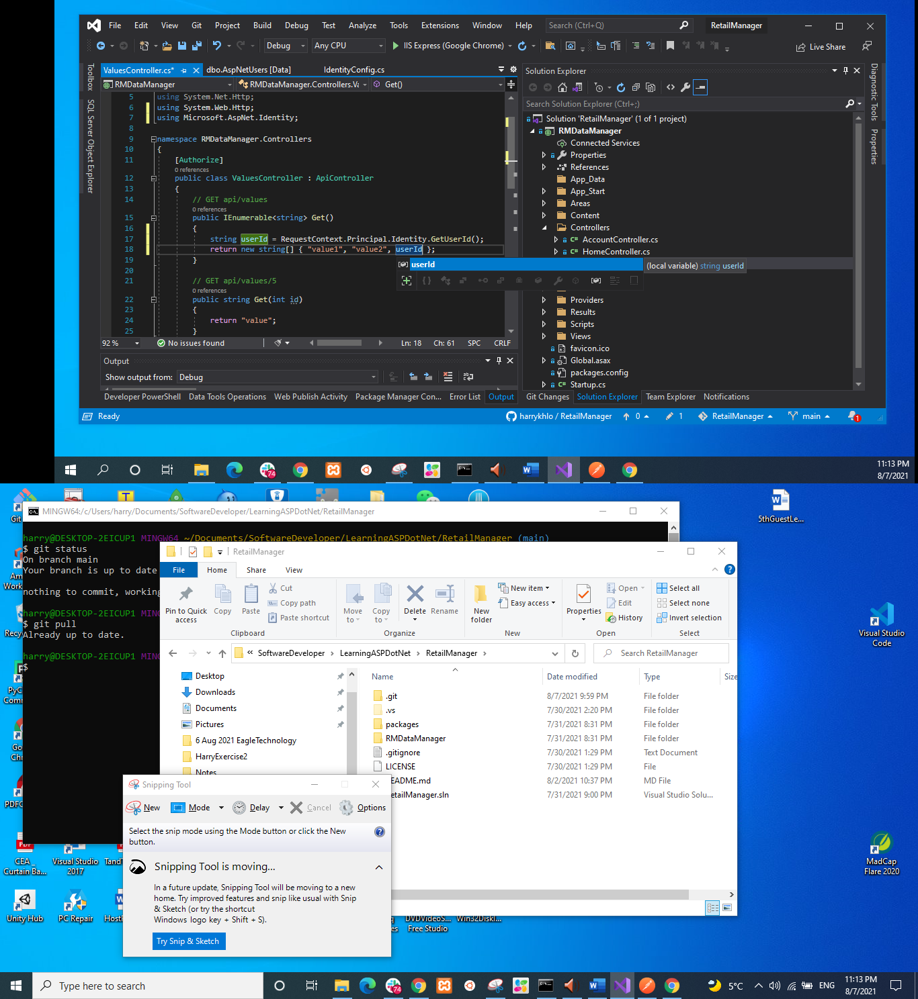 File Edit View Git Project Build Debug Test Analyze Tools Extensions Window Help Search (Ctrl+Q) RetailManager
Debug Any CPU IIS Express (Google Chrome) Live Share
ValuesController.cs* dbo.AspNetUsers [Data] IdentityConfig.cs
RMDataManager RMDataManager.Controllers.Va Get()
Toolbox
SQL Server Object Explorer
5 using System.Net.Http;
6 using System.Web.Http;
7 using Microsoft.AspNet.Identity;
8
9 namespace RMDataManager.Controllers
10 {
11 [Authorize]
0 references
12 public class ValuesController : ApiController
13 {
14 // GET api/values
0 references
15 public IEnumerable<string> Get()
16 {
17 string userId = RequestContext.Principal.Identity.GetUserId();
18 return new string[] { "value1", "value2", userId };
19 }
20
21 // GET api/values/5
0 references
22 public string Get(int id)
23 {
24 return "value";
25 }
userId
(local variable) string userId
92 % No issues found Ln: 18 Ch: 61 SPC CRLF
Output
Show output from: Debug
Developer PowerShell Data Tools Operations Web Publish Activity Package Manager Con... Error List Output
Solution Explorer
Search Solution Explorer (Ctrl+;)
Solution 'RetailManager' (1 of 1 project)
RMDataManager
Connected Services
Properties
References
App_Data
App_Start
Areas
Content
Controllers
C# AccountController.cs
C# HomeController.cs
Providers
Results
Scripts
Views
favicon.ico
Global.asax
packages.config
C# Startup.cs
Git Changes Solution Explorer Team Explorer Notifications
Diagnostic Tools
Properties
Ready harrykhlo / RetailManager 0 1 RetailManager main 1
74
11:13 PM
8/7/2021
MINGW64:/c/Users/harry/Documents/SoftwareDeveloper/LearningASPDotNet/RetailManager
harry@DESKTOP-2EICUP1 MINGW64 ~/Documents/SoftwareDeveloper/LearningASPDotNet/RetailManager (main)
$ git status
On branch main
Your branch is up to date
nothing to commit, working
harry@DESKTOP-2EICUP1 MING
$ git pull
Already up to date.
harry@DESKTOP-2EICUP1 MING
$
RetailManager
File Home Share View
Pin to Quick access
Copy
Paste
Cut
Copy path
Paste shortcut
Clipboard
Move to
Copy to
Delete
Rename
Organize
New folder
New item
Easy access
New
Properties
Open
Edit
History
Open
Select all
Select none
Invert selection
Select
« SoftwareDeveloper LearningASPDotNet RetailManager Search RetailManager
Desktop
Downloads
Documents
Pictures
6 Aug 2021 EagleTechnology
HarryExercise2
Notes
Name Date modified Type Size
.git 8/7/2021 9:59 PM File folder
.vs 7/30/2021 2:20 PM File folder
packages 7/31/2021 8:31 PM File folder
RMDataManager 7/31/2021 8:31 PM File folder
.gitignore 7/30/2021 1:29 PM Text Document
LICENSE 7/30/2021 1:29 PM File
EADME.md 8/2/2021 10:37 PM MD File
etailManager.sln 7/31/2021 9:00 PM Visual Studio Solu...
Snipping Tool
New Mode Delay Cancel Options
Select the snip mode using the Mode button or click the New
button.
Snipping Tool is moving...
In a future update, Snipping Tool will be moving to a new
home. Try improved features and snip like usual with Snip
& Sketch (or try the shortcut
Windows logo key + Shift + S).
Try Snip & Sketch
5thGuestLe...
Visual Studio
Code
MadCap
Flare 2020
CEA _
Curtain Ba...
Visual Studio
2017
Unity Hub
PC Repair
DVDVideoS...
Free Studio
Win32DiskI...
Type here to search
74
5°C ENG
11:13 PM
8/7/2021